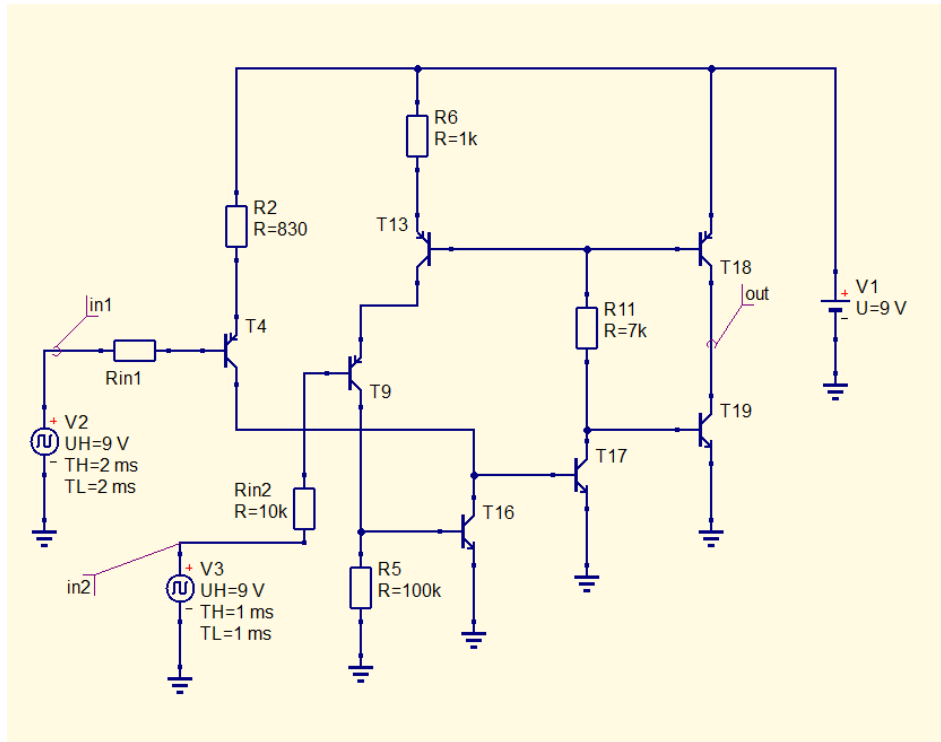 R6
R=1k
R2
R=830
T13
T18
out
V1
U=9 V
+
-
in1
T4
R11
R=7k
Rin1
T9
T19
V2
UH=9 V
TH=2 ms
TL=2 ms
+
-
T17
Rin2
R=10k
T16
in2
V3
UH=9 V
TH=1 ms
TL=1 ms
+
-
R5
R=100k